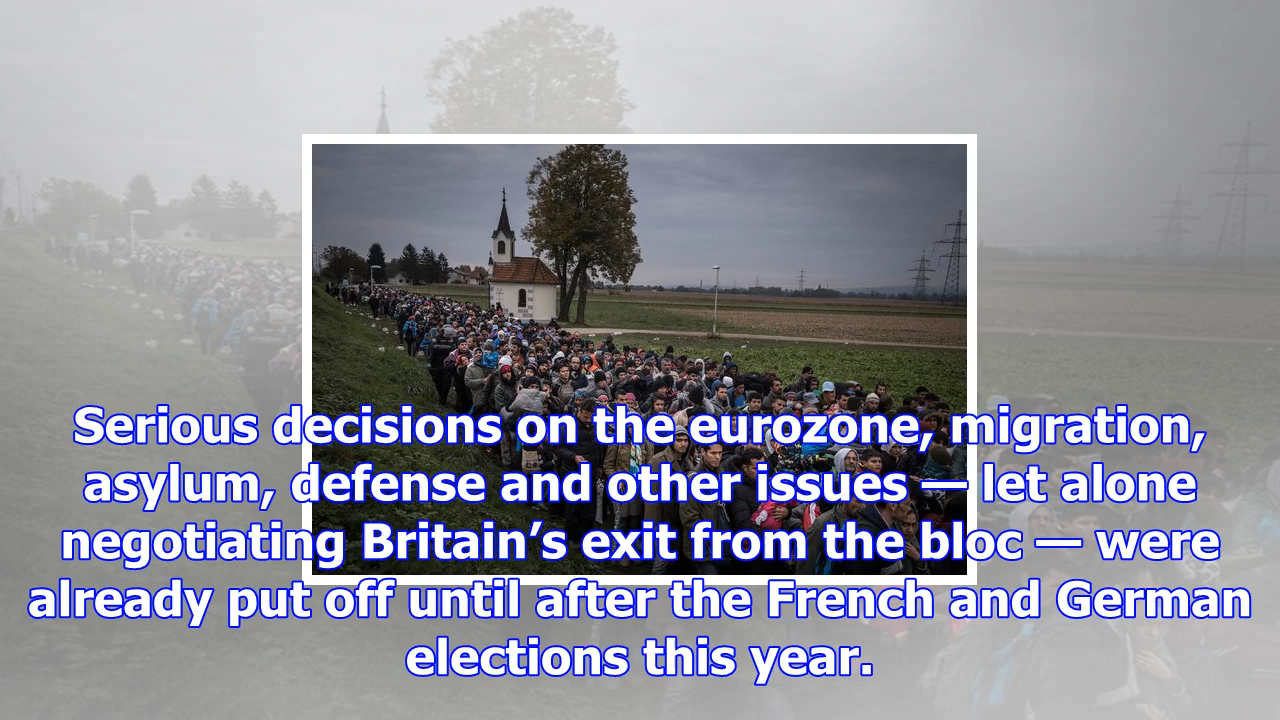 Serious decisions on the eurozone, migration,
asylum, defense and other issues — let alone
negotiating Britain’s exit from the bloc — were
already put off until after the French and German
elections this year.